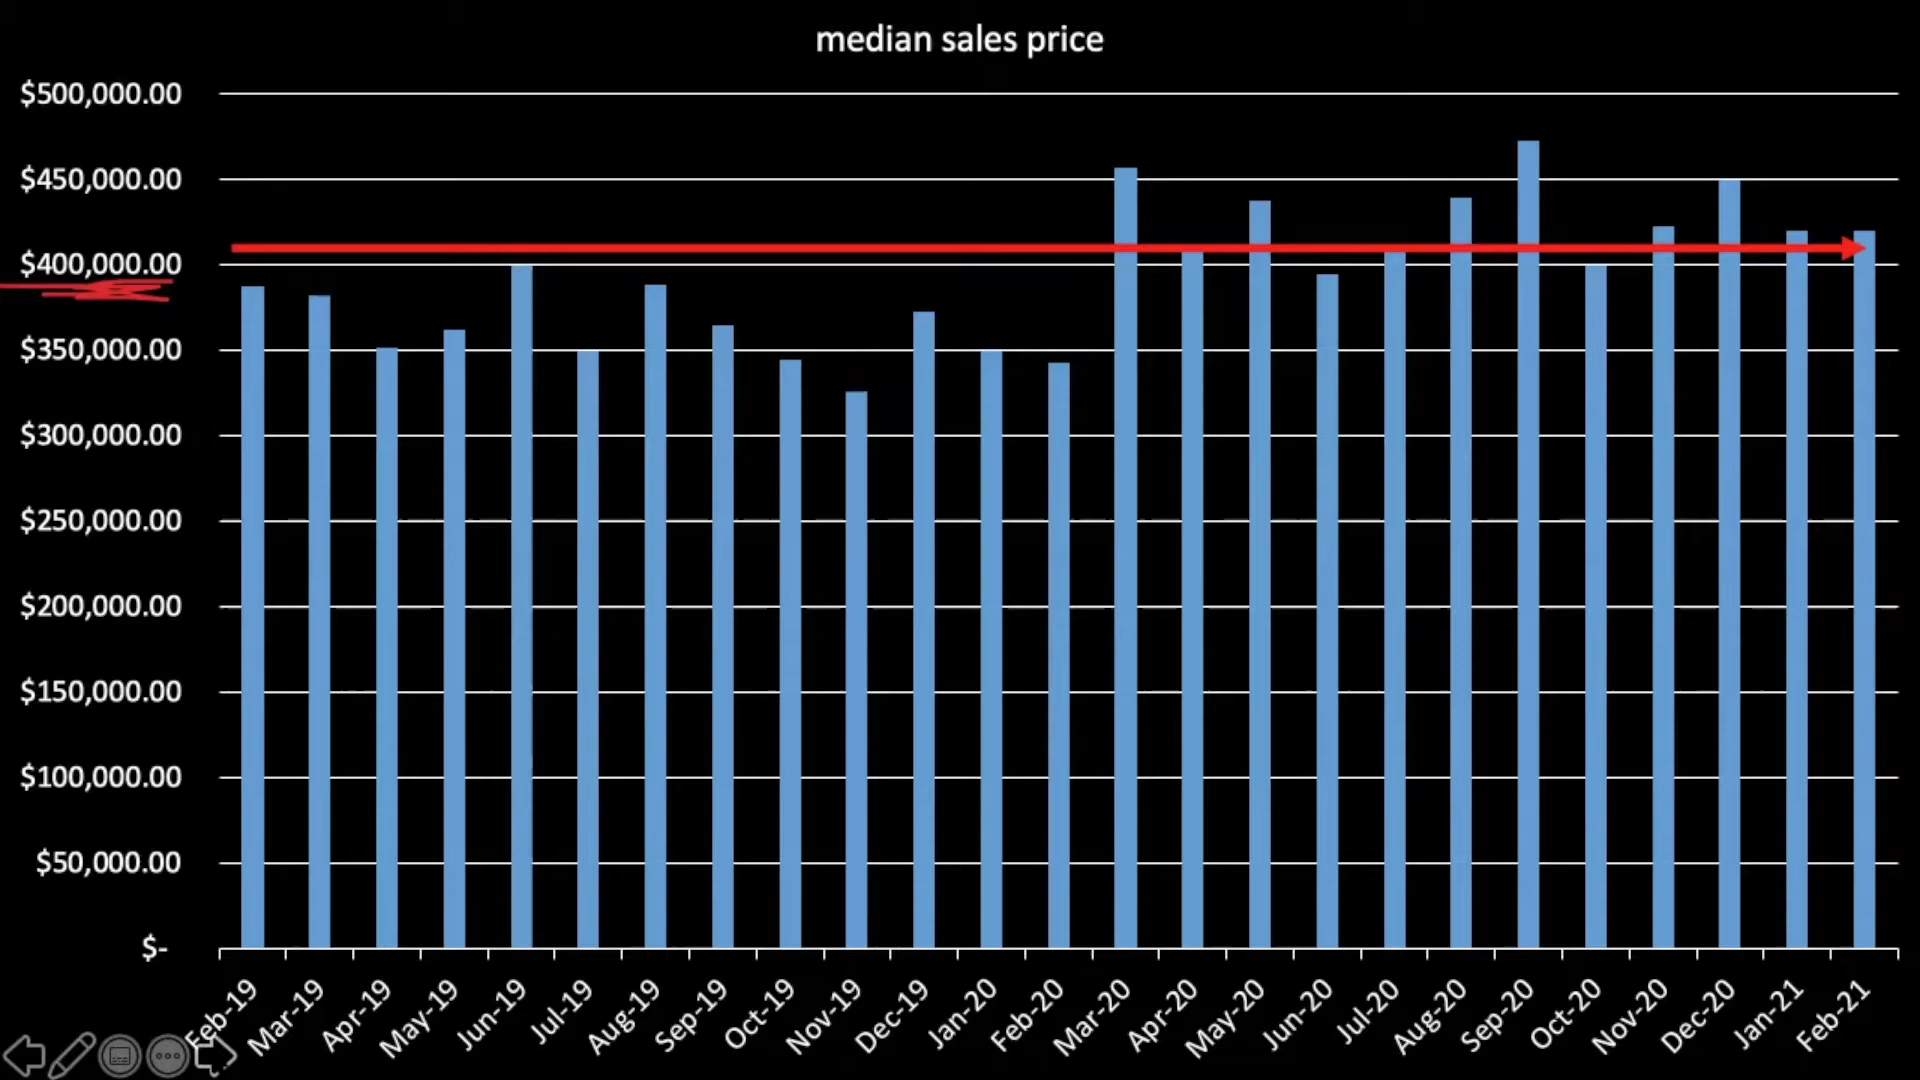 median sales price
$500,000.00
$450,000.00
$400,000.00
$350,000.00
$300,000.00
$250,000.00
$200,000.00
$150,000.00
$100,000.00
$50,000.00
$-
Feb-19
Mar-19
Apr-19
May-19
Jun-19
Jul-19
Aug-19
Sep-19
Oct-19
Nov-19
Dec-19
Jan-20
Feb-20
Mar-20
Apr-20
May-20
Jun-20
Jul-20
Aug-20
Sep-20
Oct-20
Nov-20
Dec-20
Jan-21
Feb-21